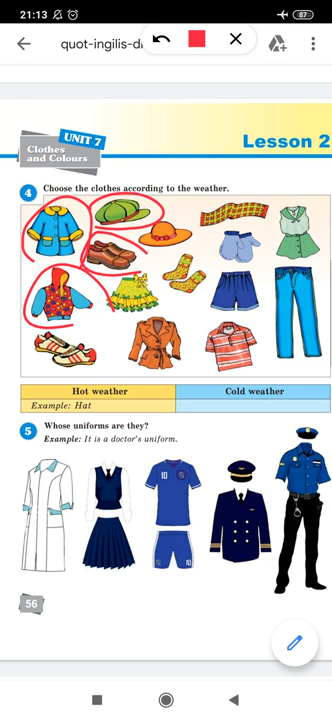 21:13
87
quot-ingilis-di
UNIT 7
Clothes
and Colours
Lesson 2
4 Choose the clothes according to the weather.
Hot weather Cold weather
Example: Hat
5 Whose uniforms are they?
Example: It is a doctor's uniform.
10
10
56